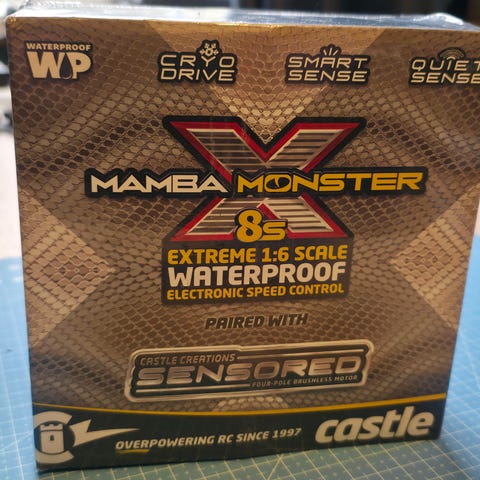 WATERPROOF
WP
CRYO
DRIVE
SMART
SENSE
QUIET
SENSE
X
MAMBA MONSTER
8s
EXTREME 1:6 SCALE
WATERPROOF
ELECTRONIC SPEED CONTROL
PAIRED WITH
CASTLE CREATIONS
SENSORED
FOUR-POLE BRUSHLESS MOTOR
OVERPOWERING RC SINCE 1997
castle